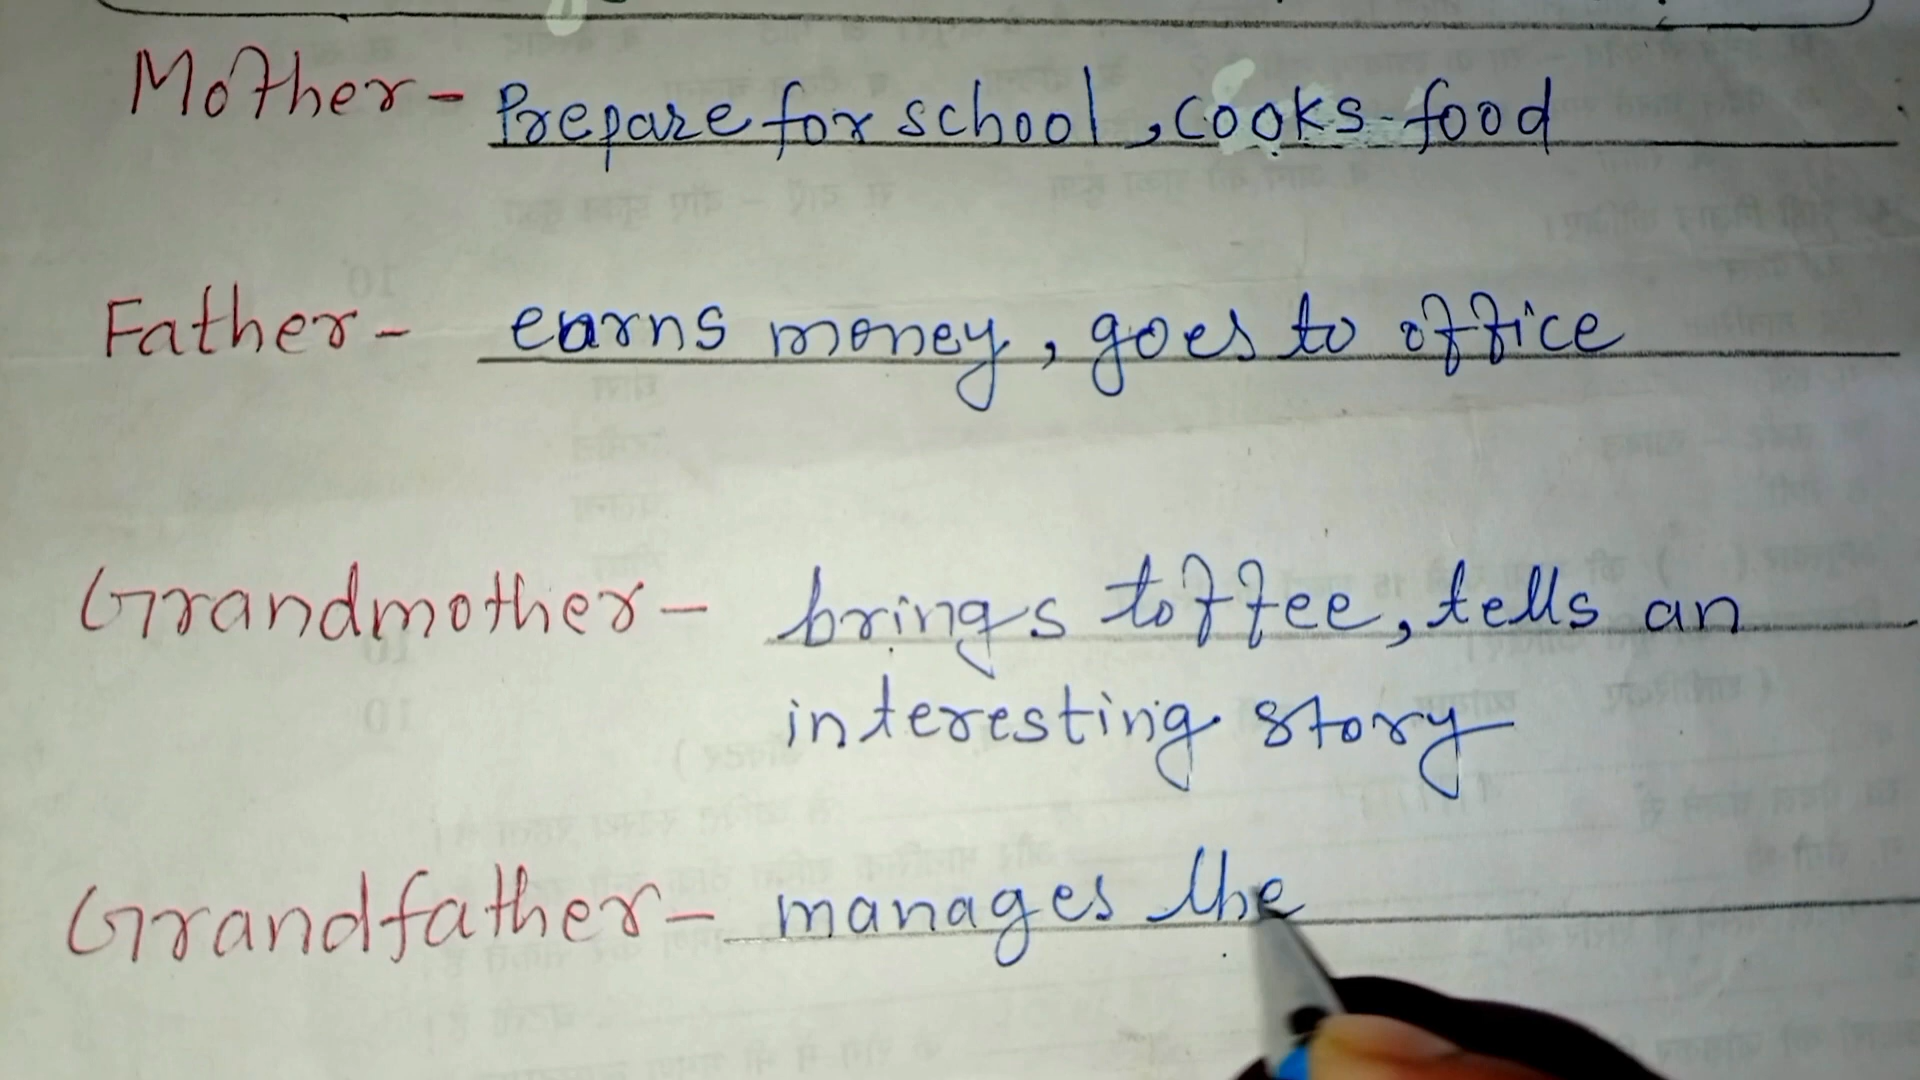 Mother- Prepare for school, cooks food
Father- earns money, goes to office
Grandmother- brings toffee, tells an
interesting story
Grandfather- manages the